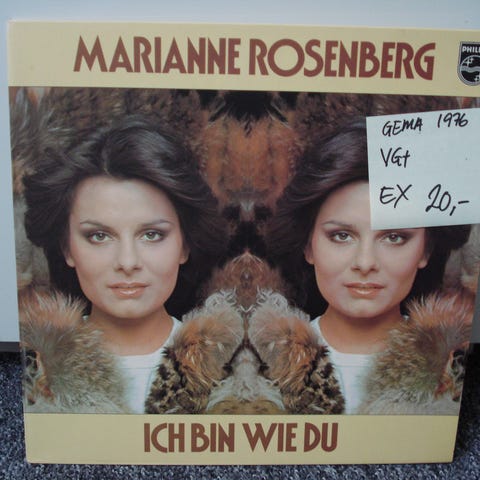 MARIANNE ROSENBERG
PHILIPS
GEMA 1976
VG+
EX 20,-
ICH BIN WIE DU